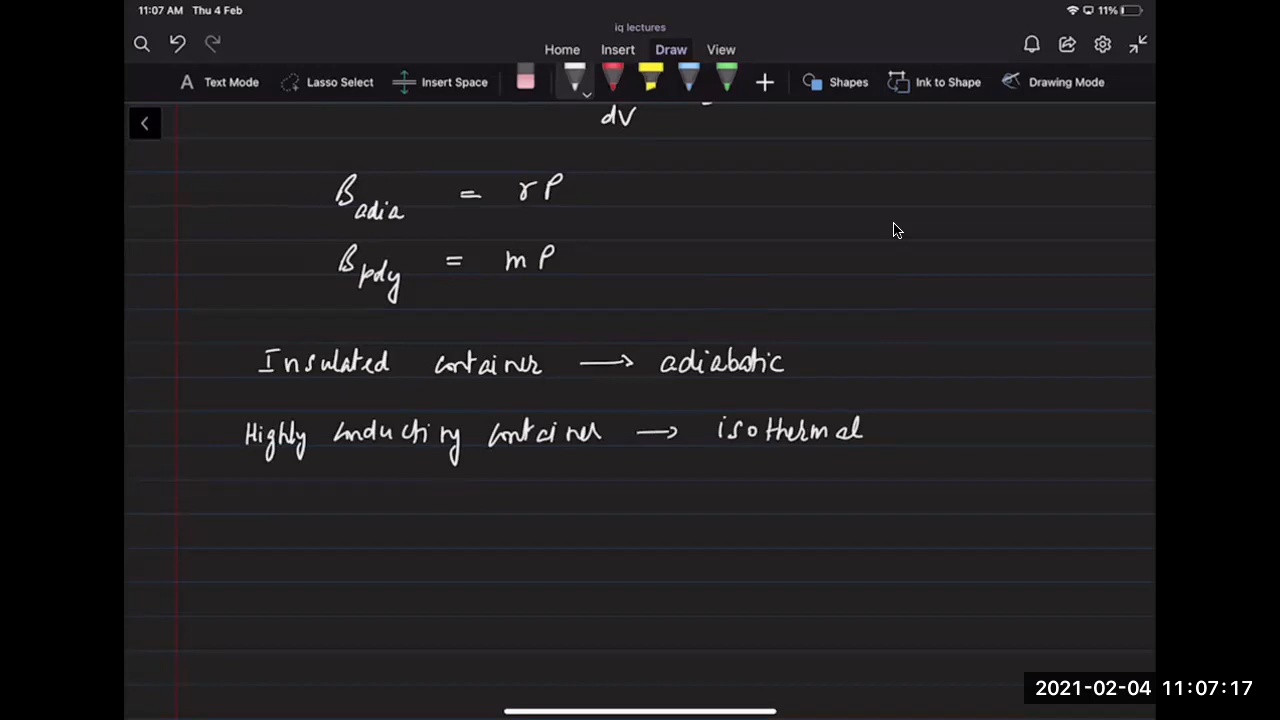 11:07 AM Thu 4 Feb
11%
iq lectures
Home Insert Draw View
Text Mode Lasso Select Insert Space Shapes Ink to Shape Drawing Mode
dV
B adia = γP
B poly = mP
Insulated container → adiabatic
Highly conducting container → isothermal
2021-02-04 11:07:17